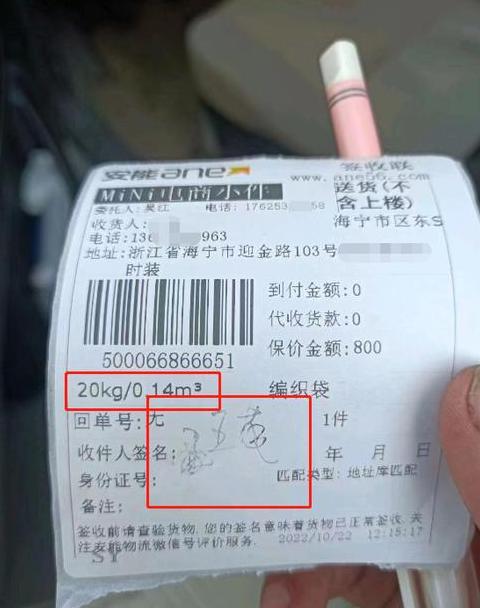 安能ane
签收联
www.ane56.com
MiNi电商小件
送货(不含上楼)
委托人:吴红 电话:176253 58
收货人:
电话:136 963
海宁市区东S
地址:浙江省海宁市迎金路103号
时装
到付金额:0
代收货款:0
保价金额:800
500066866651
20kg/0.14m³
编织袋
回单号:无
1件
收件人签名:
年 月 日
身份证号:
匹配类型: 地址库匹配
备注:
签收前请查验货物,您的签名意味着货物已正常签收.关
注安能物流微信号评价服务.
2022/10/22 12:15:17
SY